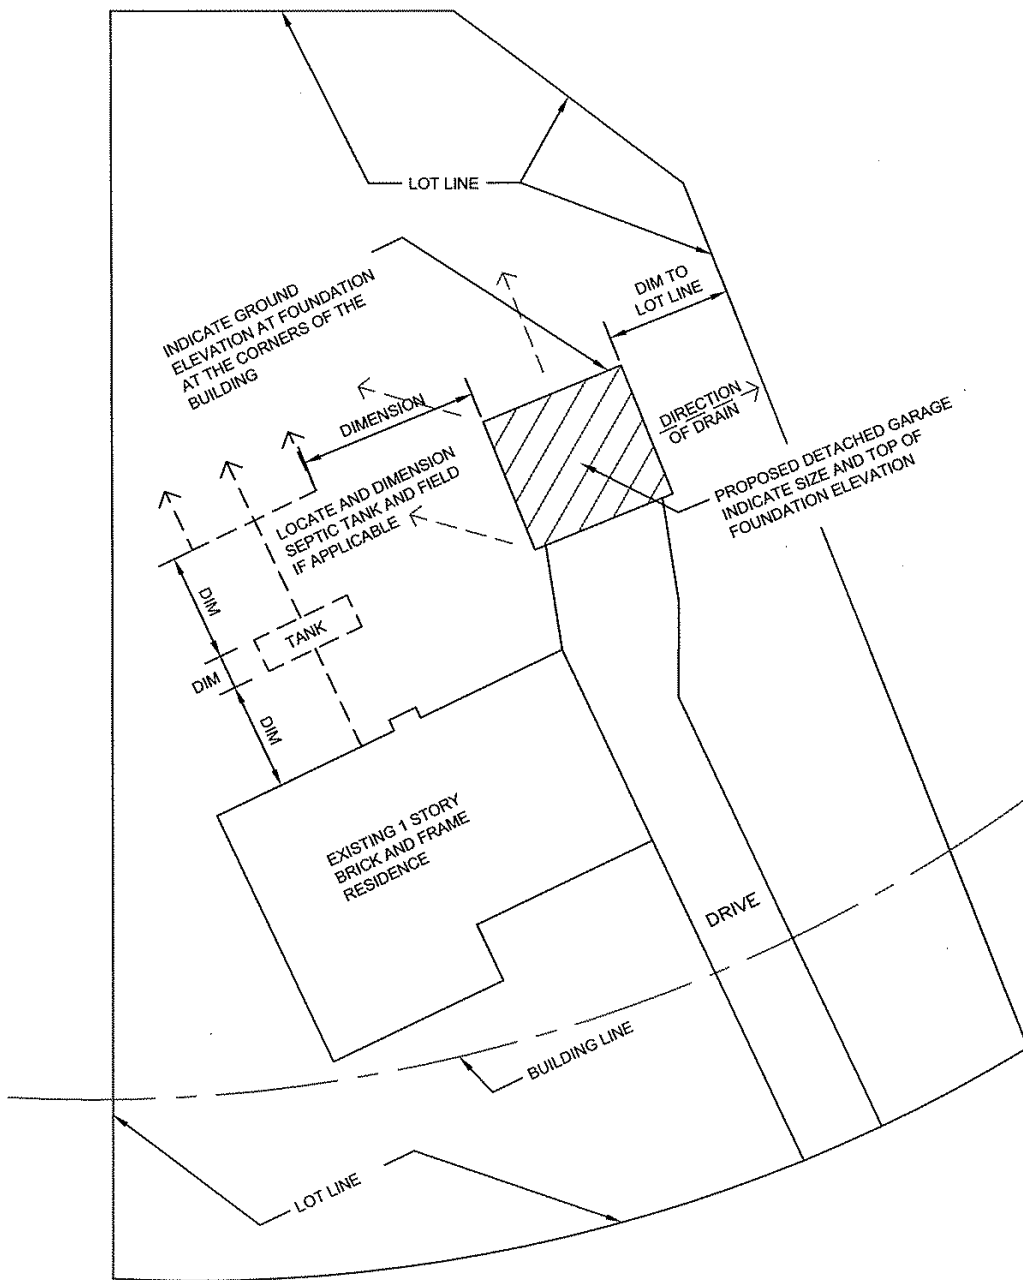 LOT LINE
INDICATE GROUND
ELEVATION AT FOUNDATION
AT THE CORNERS OF THE
BUILDING
DIM TO
LOT LINE
DIMENSION
DIRECTION
OF DRAIN
PROPOSED DETACHED GARAGE
INDICATE SIZE AND TOP OF
FOUNDATION ELEVATION
LOCATE AND DIMENSION
SEPTIC TANK AND FIELD
IF APPLICABLE
DIM
TANK
DIM
DIM
EXISTING 1 STORY
BRICK AND FRAME
RESIDENCE
DRIVE
BUILDING LINE
LOT LINE